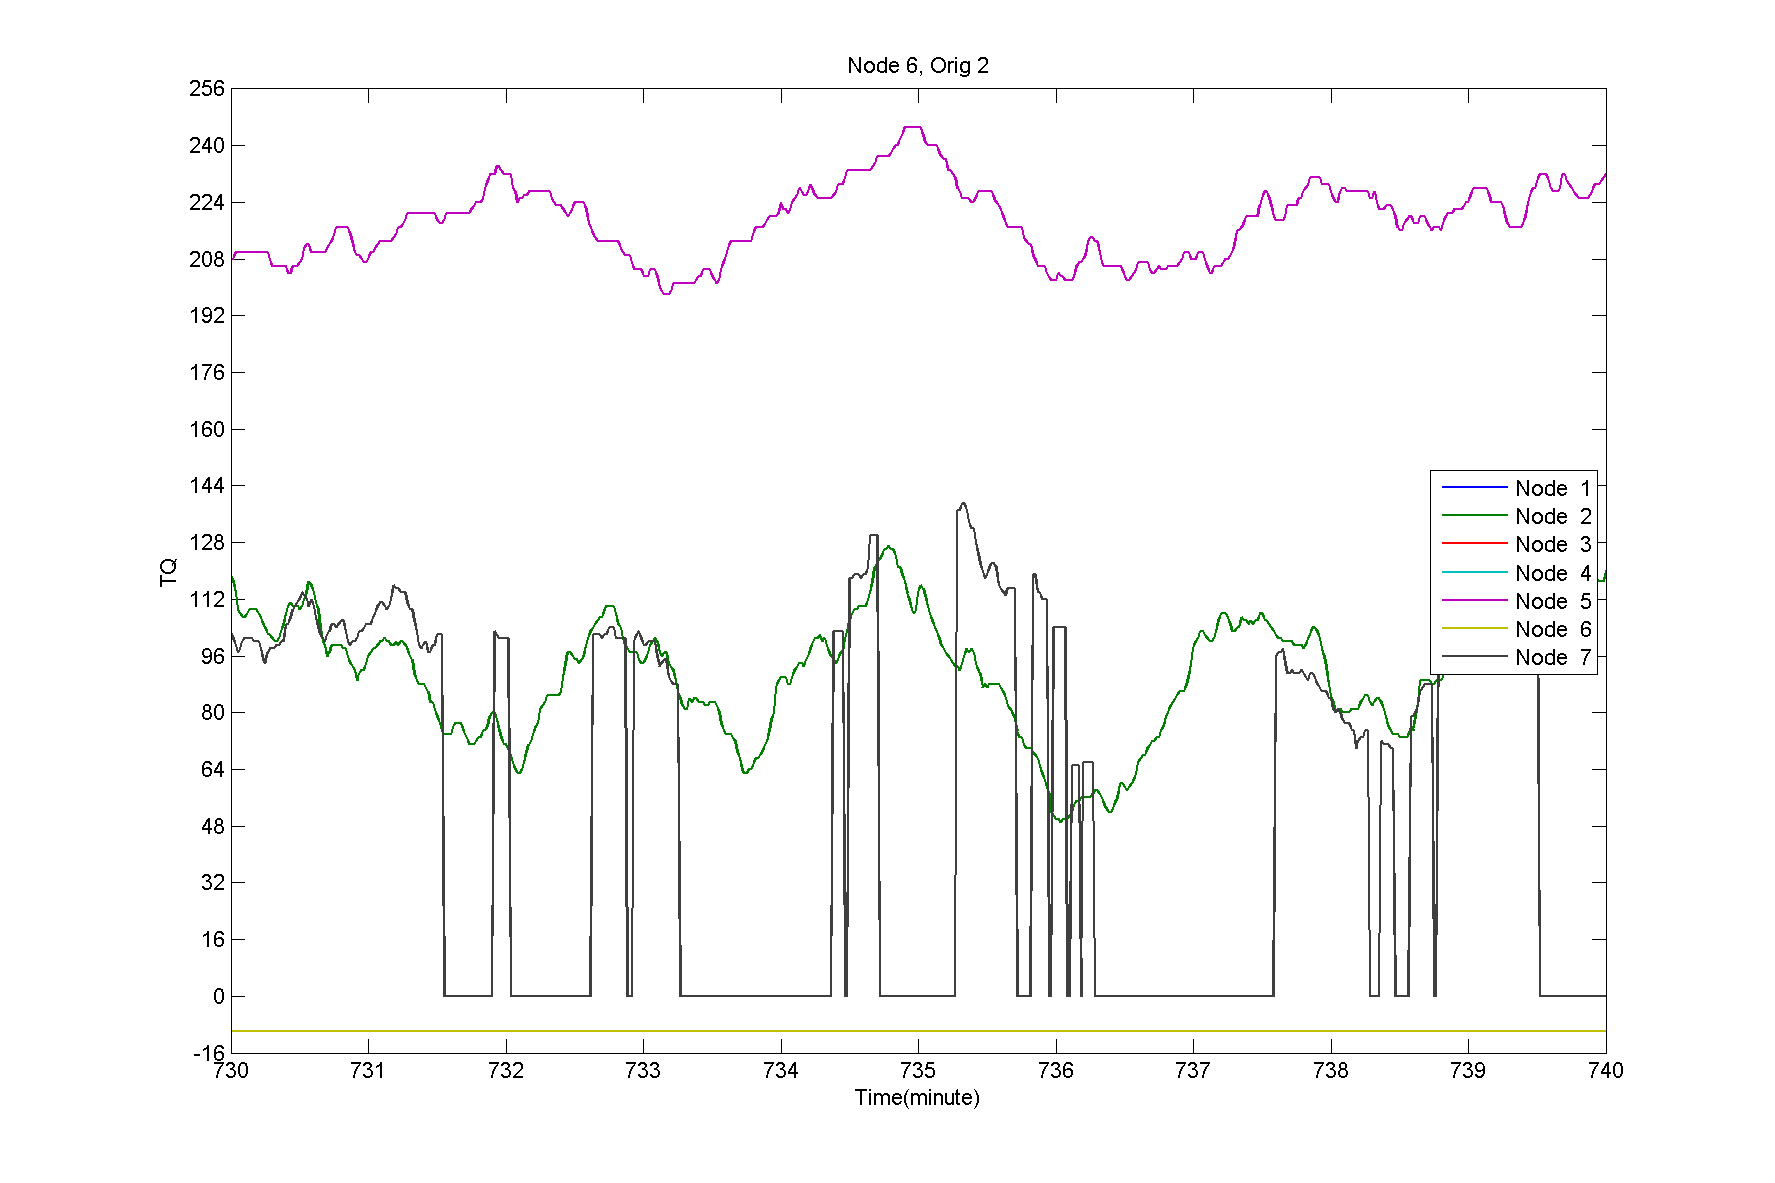 Node 6, Orig 2
256
240
224
208
192
176
160
144
128
112
96
80
64
48
32
16
0
-16
TQ
Node 1
Node 2
Node 3
Node 4
Node 5
Node 6
Node 7
730 731 732 733 734 735 736 737 738 739 740
Time(minute)